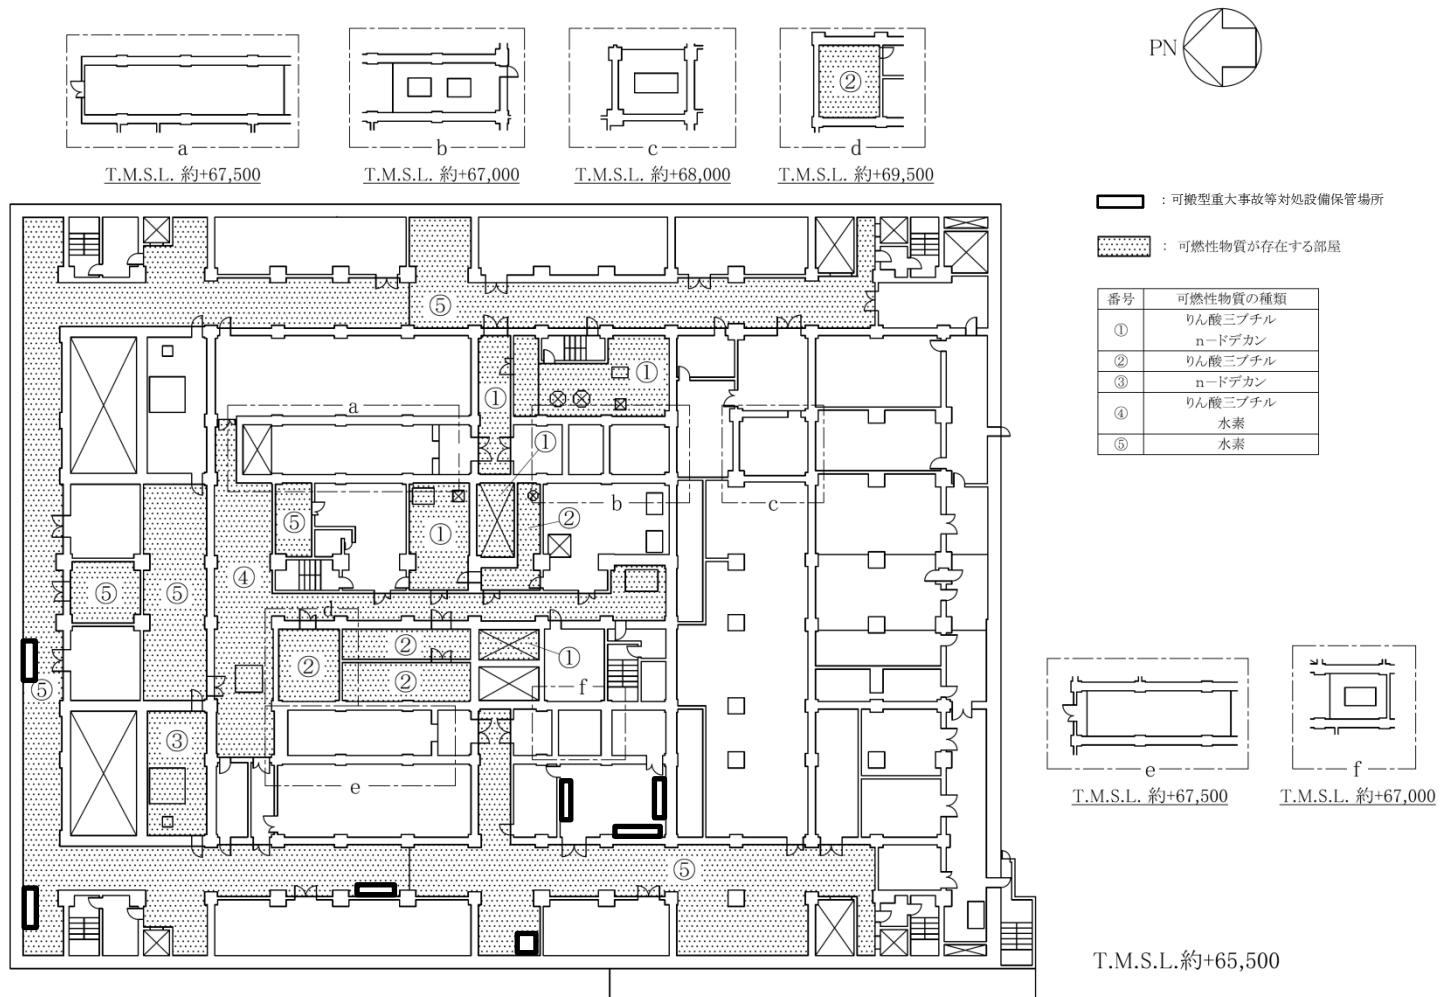 PN
② 
a
b
c
d
T.M.S.L. 約+67,500
T.M.S.L. 約+67,000
T.M.S.L. 約+68,000
T.M.S.L. 約+69,500
：可搬型重大事故等対処設備保管場所
： 可燃性物質が存在する部屋
番号 可燃性物質の種類
① りん酸三ブチル
n－ドデカン
② りん酸三ブチル
③ n－ドデカン
④ りん酸三ブチル
水素
⑤ 水素
⑤
①
①
a
①
b
c
⑤
①
②
④
⑤
⑤
d
②
②
②
①
⑤
f
③
e
⑤
e
T.M.S.L. 約+67,500
f
T.M.S.L. 約+67,000
T.M.S.L.約+65,500